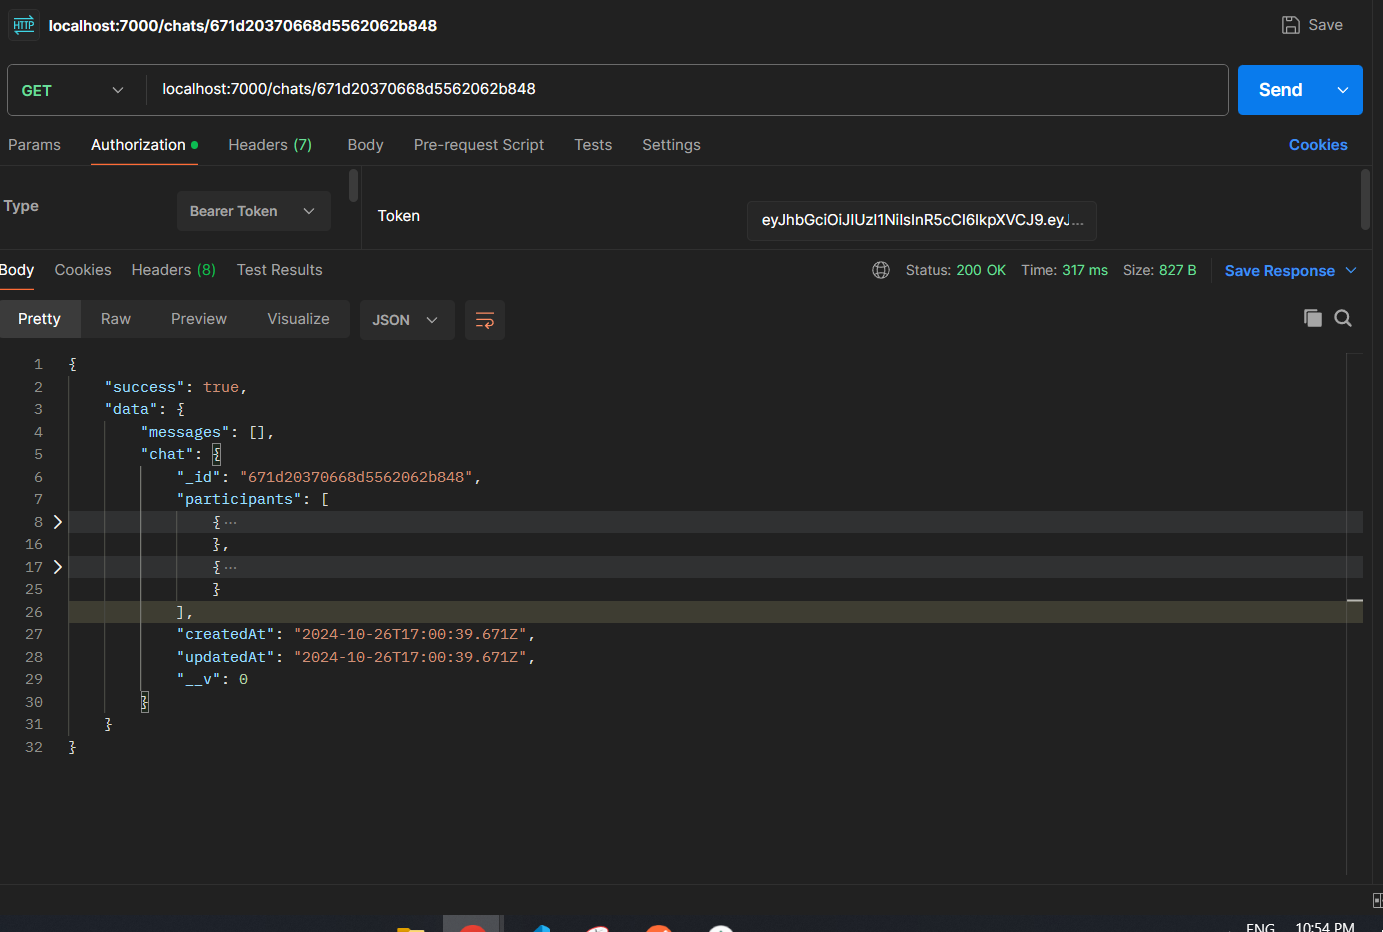 HTTP localhost:7000/chats/671d20370668d5562062b848 Save
GET localhost:7000/chats/671d20370668d5562062b848 Send
Params Authorization Headers (7) Body Pre-request Script Tests Settings Cookies
Type Bearer Token Token eyJhbGciOiJIUzI1NiIsInR5cCI6IkpXVCJ9.eyJ...
Body Cookies Headers (8) Test Results Status: 200 OK Time: 317 ms Size: 827 B Save Response
Pretty Raw Preview Visualize JSON
1 {
2 "success": true,
3 "data": {
4 "messages": [],
5 "chat": {
6 "_id": "671d20370668d5562062b848",
7 "participants": [
8 { ...
16 },
17 { ...
25 }
26 ],
27 "createdAt": "2024-10-26T17:00:39.671Z",
28 "updatedAt": "2024-10-26T17:00:39.671Z",
29 "__v": 0
30 }
31 }
32 }
ENG 10:54 PM